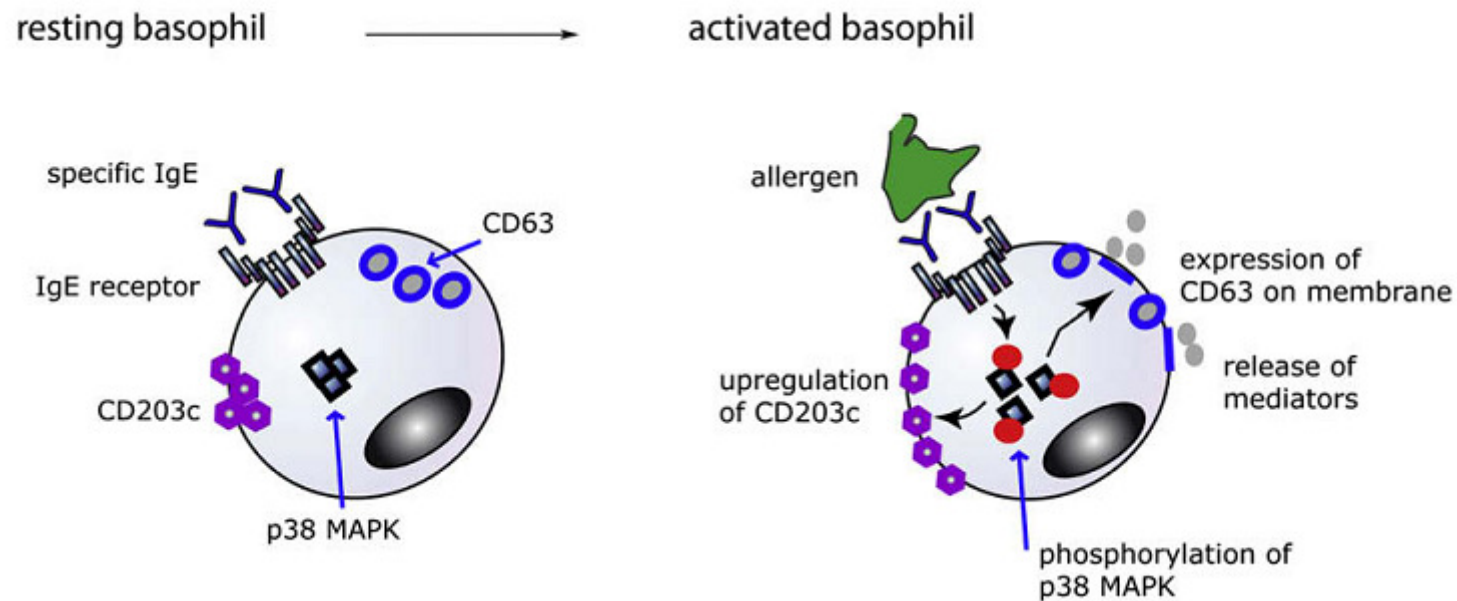 resting basophil
activated basophil
specific IgE
CD63
IgE receptor
CD203c
p38 MAPK
allergen
expression of
CD63 on membrane
upregulation
of CD203c
release of
mediators
phosphorylation of
p38 MAPK